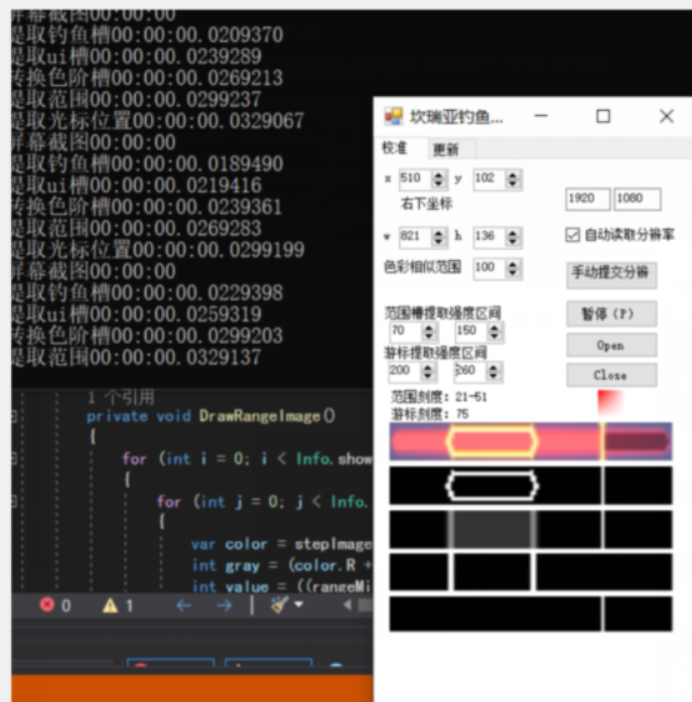 屏幕截图00:00:00
提取钓鱼槽00:00:00.0209370
提取ui槽00:00:00.0239289
转换色阶槽00:00:00.0269213
提取范围00:00:00.0299237
提取光标位置00:00:00.0329067
屏幕截图00:00:00
提取钓鱼槽00:00:00.0189490
提取ui槽00:00:00.0219416
转换色阶槽00:00:00.0239361
提取范围00:00:00.0269283
提取光标位置00:00:00.0299199
屏幕截图00:00:00
提取钓鱼槽00:00:00.0229398
提取ui槽00:00:00.0259319
转换色阶槽00:00:00.0299203
提取范围00:00:00.0329137
1 个引用
private void DrawRangeImage()
{
for (int i = 0; i < Info.show
{
for (int j = 0; j < Info.
{
var color = stepImage
int gray = (color.R +
int value = ((rangeMi
0 1
坎瑞亚钓鱼...
校准 更新
x 510 y 102
右下坐标
1920 1080
w 821 h 136
自动读取分辨率
色彩相似范围 100
手动提交分辨
范围槽提取强度区间
暂停 (P)
70 150
Open
游标提取强度区间
200 260
Close
范围刻度: 21-51
游标刻度: 75